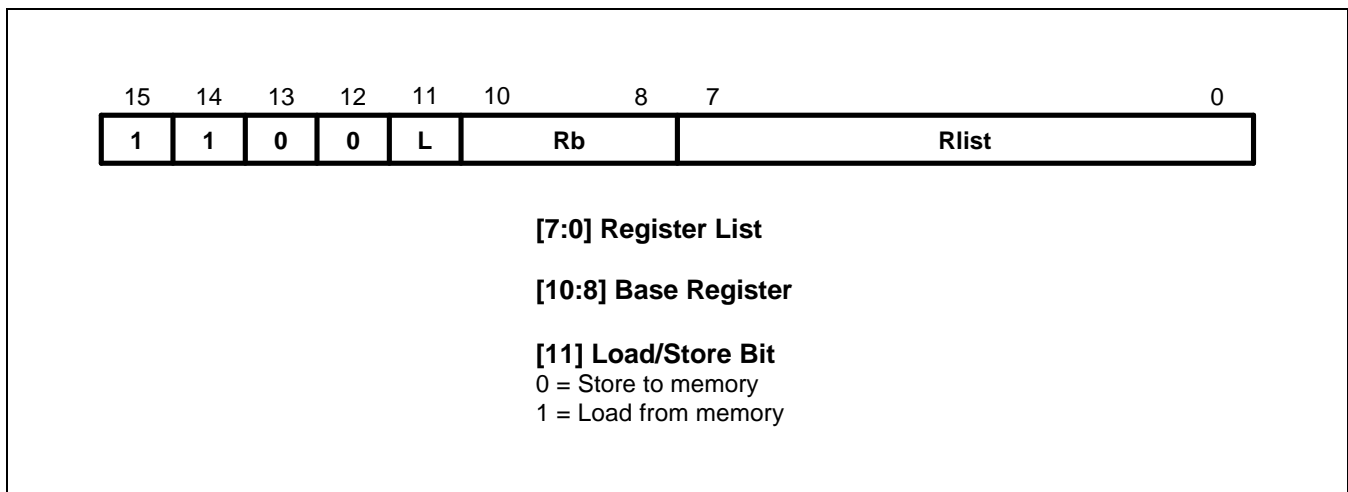 15 14 13 12 11 10 8 7 0
1 1 0 0 L Rb Rlist
[7:0] Register List
[10:8] Base Register
[11] Load/Store Bit
0 = Store to memory
1 = Load from memory